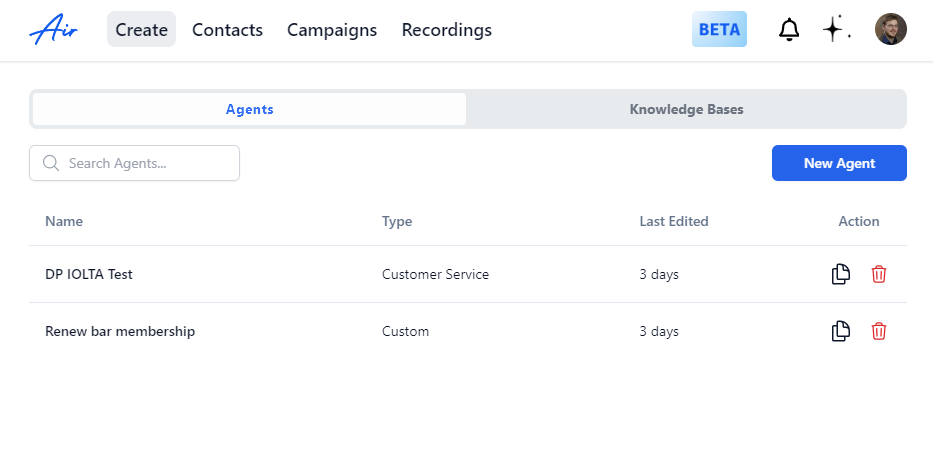 Air Create Contacts Campaigns Recordings BETA
Agents Knowledge Bases
Search Agents... New Agent
Name Type Last Edited Action
DP IOLTA Test Customer Service 3 days
Renew bar membership Custom 3 days